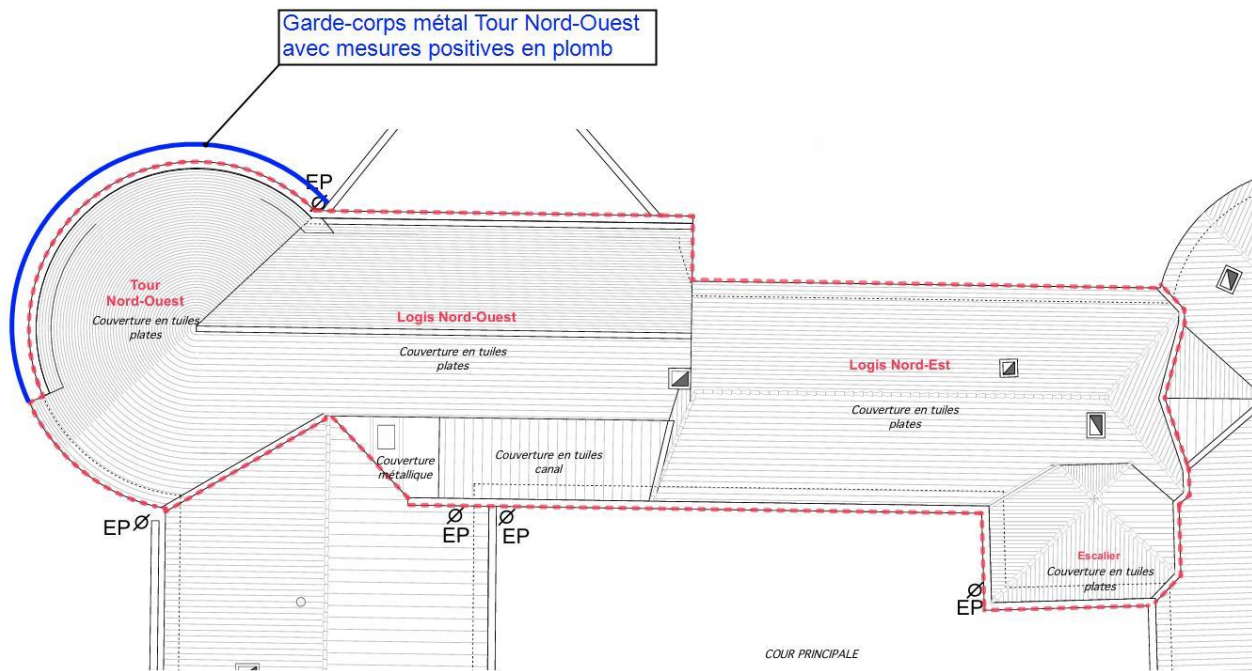 Garde-corps métal Tour Nord-Ouest
avec mesures positives en plomb
EP
Tour
Nord-Ouest
Couverture en tuiles
plates
Logis Nord-Ouest
Couverture en tuiles
plates
Logis Nord-Est
Couverture en tuiles
plates
Couverture
métallique
Couverture en tuiles
canal
EP
EP
EP
Escalier
Couverture en tuiles
plates
EP
COUR PRINCIPALE